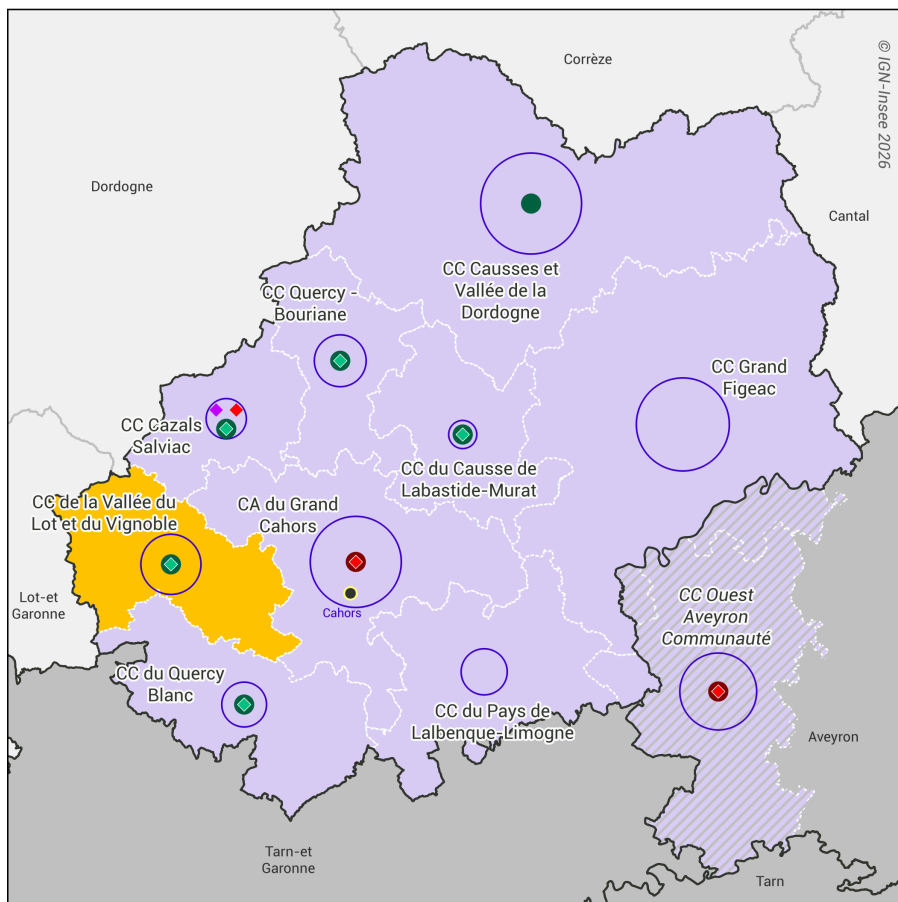 Corrèze
© IGN-Insee 2026
Dordogne
Cantal
CC Causses et
Vallée de la
Dordogne
CC Quercy -
Bouriane
CC Grand
Figeac
CC Cazals
Salviac
CC du Causse de
Labastide-Murat
CC de la Vallée du
Lot et du Vignoble
CA du Grand
Cahors
Lot-et
Garonne
Cahors
CC Ouest
Aveyron
Communauté
CC du Quercy
Blanc
CC du Pays de
Lalbenque-Limogne
Aveyron
Tarn-et
Garonne
Tarn